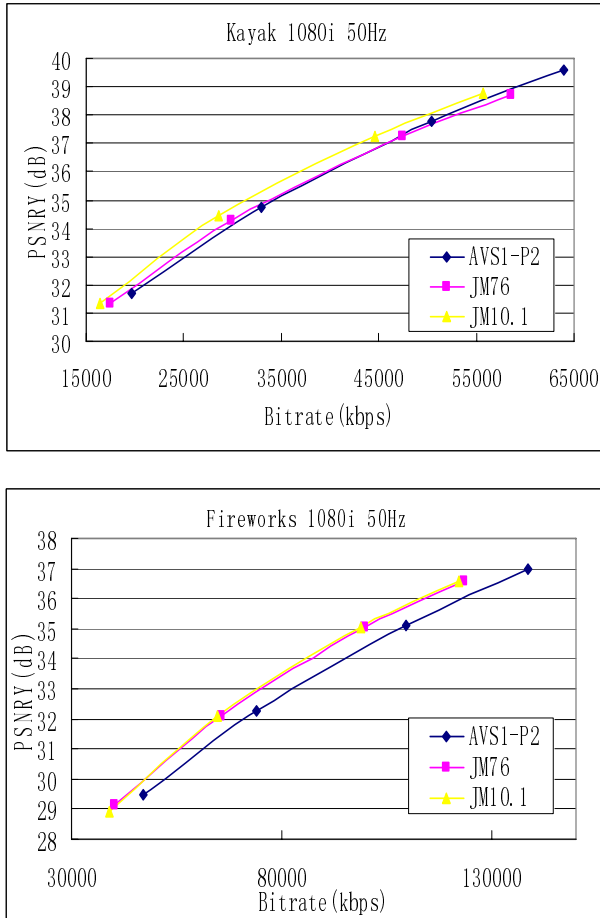 Kayak 1080i 50Hz
40
39
38
37
36
35
34
33
32
31
30
PSNRY(dB)
AVS1-P2
JM76
JM10.1
15000 25000 35000 45000 55000 65000
Bitrate(kbps)
Fireworks 1080i 50Hz
38
37
36
35
34
33
32
31
30
29
28
PSNRY(dB)
AVS1-P2
JM76
JM10.1
30000 80000 130000
Bitrate(kbps)